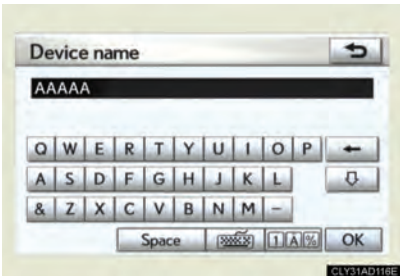 Device name
AAAAA
Q W E R T Y U I O P
A S D F G H J K L
& Z X C V B N M -
Space 1 À % OK
CLY31AD116E